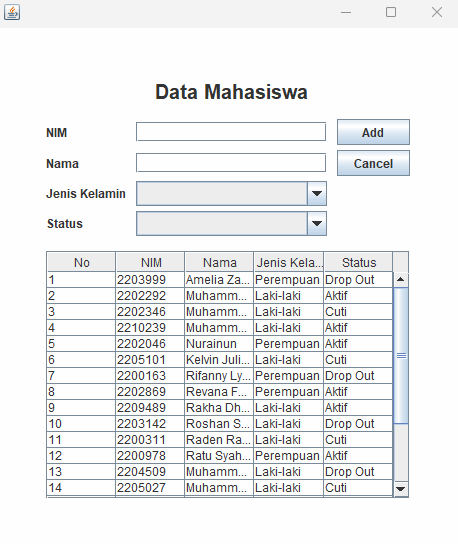 Data Mahasiswa
NIM
Add
Nama
Cancel
Jenis Kelamin
Status
No NIM Nama Jenis Kela... Status
1 2203999 Amelia Za... Perempuan Drop Out
2 2202292 Muhamm... Laki-laki Aktif
3 2202346 Muhamm... Laki-laki Cuti
4 2210239 Muhamm... Laki-laki Aktif
5 2202046 Nurainun Perempuan Aktif
6 2205101 Kelvin Juli... Laki-laki Cuti
7 2200163 Rifanny Ly... Perempuan Drop Out
8 2202869 Revana F... Perempuan Aktif
9 2209489 Rakha Dh... Laki-laki Aktif
10 2203142 Roshan S... Laki-laki Drop Out
11 2200311 Raden Ra... Laki-laki Cuti
12 2200978 Ratu Syah... Perempuan Aktif
13 2204509 Muhamm... Laki-laki Drop Out
14 2205027 Muhamm... Laki-laki Cuti